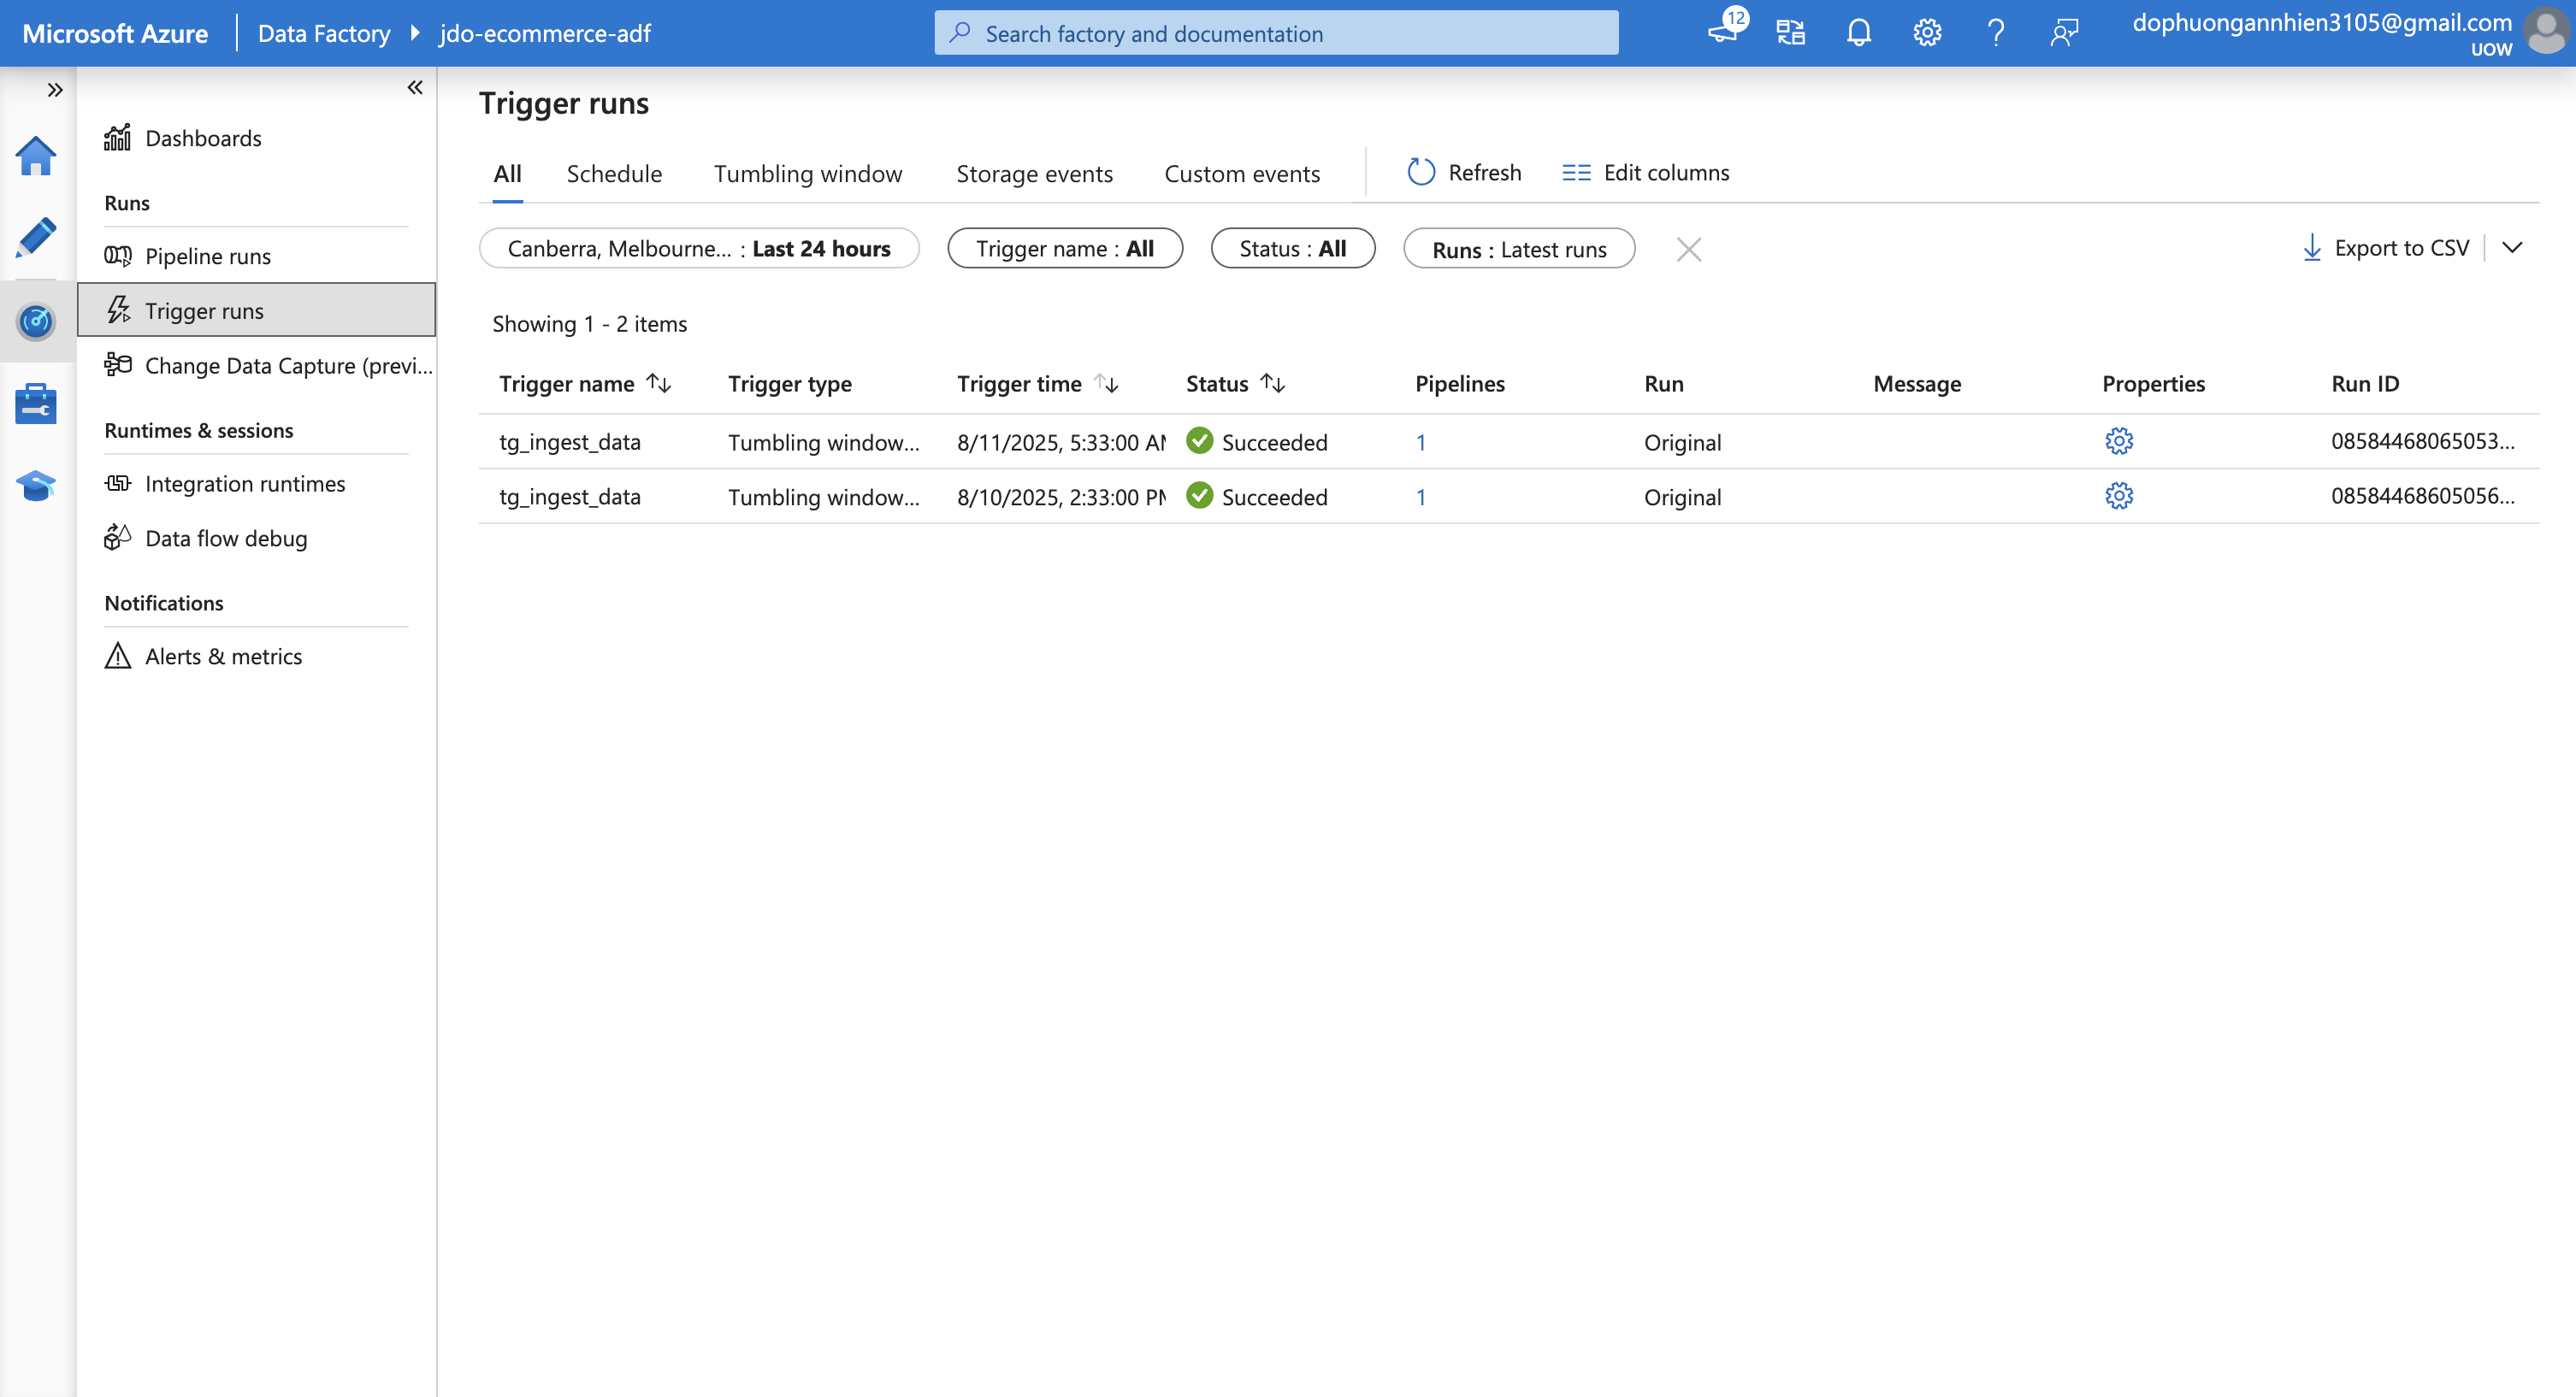 Microsoft Azure
Data Factory
jdo-ecommerce-adf
Search factory and documentation
12
dophuongannhien3105@gmail.com
UOW
Dashboards
Runs
Pipeline runs
Trigger runs
Change Data Capture (previ...
Runtimes & sessions
Integration runtimes
Data flow debug
Notifications
Alerts & metrics
Trigger runs
All Schedule Tumbling window Storage events Custom events Refresh Edit columns
Canberra, Melbourne... : Last 24 hours Trigger name : All Status : All Runs : Latest runs Export to CSV
Showing 1 - 2 items
Trigger name Trigger type Trigger time Status Pipelines Run Message Properties Run ID
tg_ingest_data Tumbling window... 8/11/2025, 5:33:00 AM Succeeded 1 Original 08584468065053...
tg_ingest_data Tumbling window... 8/10/2025, 2:33:00 PM Succeeded 1 Original 08584468605056...